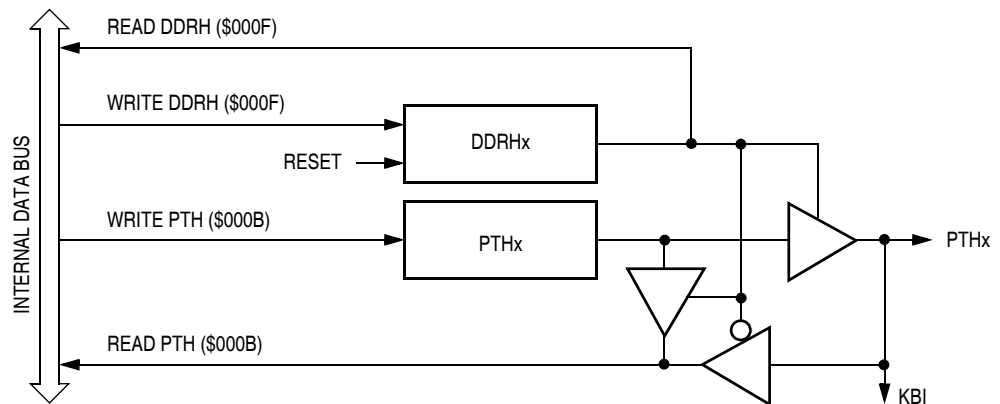 READ DDRH ($000F)
WRITE DDRH ($000F)
DDRHx
RESET
INTERNAL DATA BUS
WRITE PTH ($000B)
PTHx
PTHx
READ PTH ($000B)
KBI